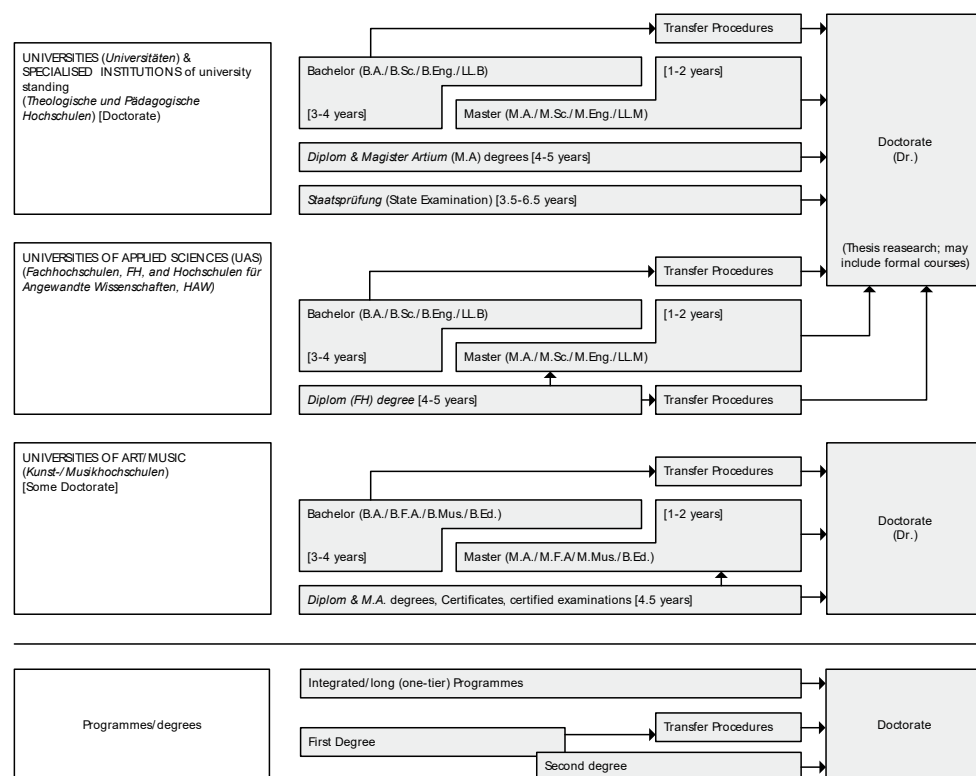 UNIVERSITIES (Universitäten) &
SPECIALISED INSTITUTIONS of university
standing
(Theologische und Pädagogische
Hochschulen) [Doctorate)
Transfer Procedures
Bachelor (B.A./B.Sc./B.Eng./LL.B)
[1-2 years]
[3-4 years]
Master (M.A./M.Sc./M.Eng./LL.M)
Diplom & Magister Artium (M.A) degrees [4-5 years]
Staatsprüfung (State Examination) [3.5-6.5 years]
Doctorate
(Dr.)
(Thesis reasearch; may
include formal courses)
UNIVERSITIES OF APPLIED SCIENCES (UAS)
(Fachhochschulen, FH, and Hochschulen für
Angewandte Wissenschaften, HAW)
Transfer Procedures
Bachelor (B.A./B.Sc./B.Eng./LL.B)
[1-2 years]
[3-4 years]
Master (M.A./M.Sc./M.Eng./LL.M)
Diplom (FH) degree [4-5 years]
Transfer Procedures
UNIVERSITIES OF ART/MUSIC
(Kunst-/Musikhochschulen)
[Some Doctorate]
Transfer Procedures
Bachelor (B.A./B.F.A./B.Mus./B.Ed.)
[1-2 years]
[3-4 years]
Master (M.A./M.F.A/M.Mus./B.Ed.)
Diplom & M.A. degrees, Certificates, certified examinations [4.5 years]
Doctorate
(Dr.)
Programmes/degrees
Integrated/long (one-tier) Programmes
Transfer Procedures
First Degree
Second degree
Doctorate